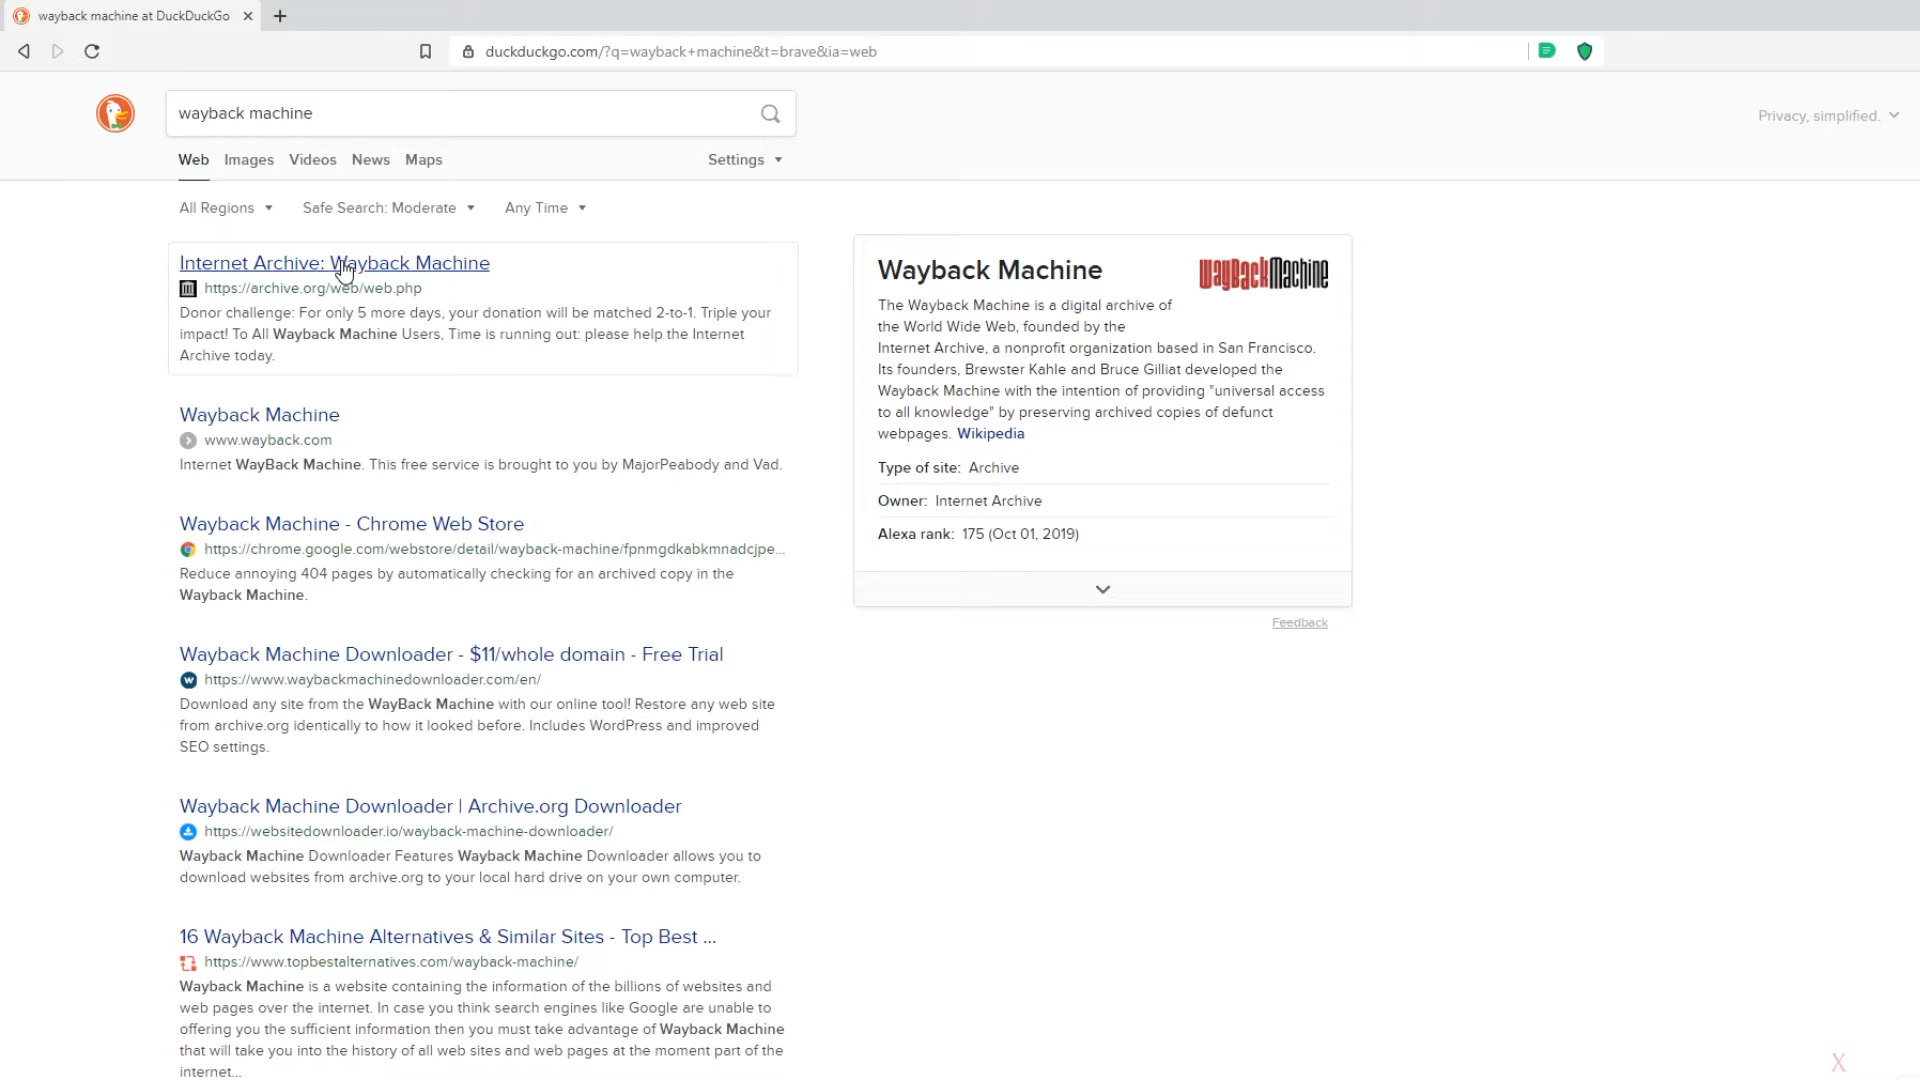 wayback machine at DuckDuckGo
duckduckgo.com/?q=wayback+machine&t=brave&ia=web
wayback machine
Privacy, simplified.
Web Images Videos News Maps Settings
All Regions Safe Search: Moderate Any Time
Internet Archive: Wayback Machine
https://archive.org/web/web.php
Donor challenge: For only 5 more days, your donation will be matched 2-to-1. Triple your
impact! To All Wayback Machine Users, Time is running out: please help the Internet
Archive today.
Wayback Machine
www.wayback.com
Internet WayBack Machine. This free service is brought to you by MajorPeabody and Vad.
Wayback Machine - Chrome Web Store
https://chrome.google.com/webstore/detail/wayback-machine/fpnmgdkabkmnadcjpe...
Reduce annoying 404 pages by automatically checking for an archived copy in the
Wayback Machine.
Wayback Machine Downloader - $11/whole domain - Free Trial
W
https://www.waybackmachinedownloader.com/en/
Download any site from the WayBack Machine with our online tool! Restore any web site
from archive.org identically to how it looked before. Includes WordPress and improved
SEO settings.
Wayback Machine Downloader | Archive.org Downloader
https://websitedownloader.io/wayback-machine-downloader/
Wayback Machine Downloader Features Wayback Machine Downloader allows you to
download websites from archive.org to your local hard drive on your own computer.
16 Wayback Machine Alternatives & Similar Sites - Top Best ...
https://www.topbestalternatives.com/wayback-machine/
Wayback Machine is a website containing the information of the billions of websites and
web pages over the internet. In case you think search engines like Google are unable to
offering you the sufficient information then you must take advantage of Wayback Machine
that will take you into the history of all web sites and web pages at the moment part of the
internet...
Wayback Machine
WayBackMachine
The Wayback Machine is a digital archive of
the World Wide Web, founded by the
Internet Archive, a nonprofit organization based in San Francisco.
Its founders, Brewster Kahle and Bruce Gilliat developed the
Wayback Machine with the intention of providing "universal access
to all knowledge" by preserving archived copies of defunct
webpages. Wikipedia
Type of site: Archive
Owner: Internet Archive
Alexa rank: 175 (Oct 01, 2019)
Feedback
X